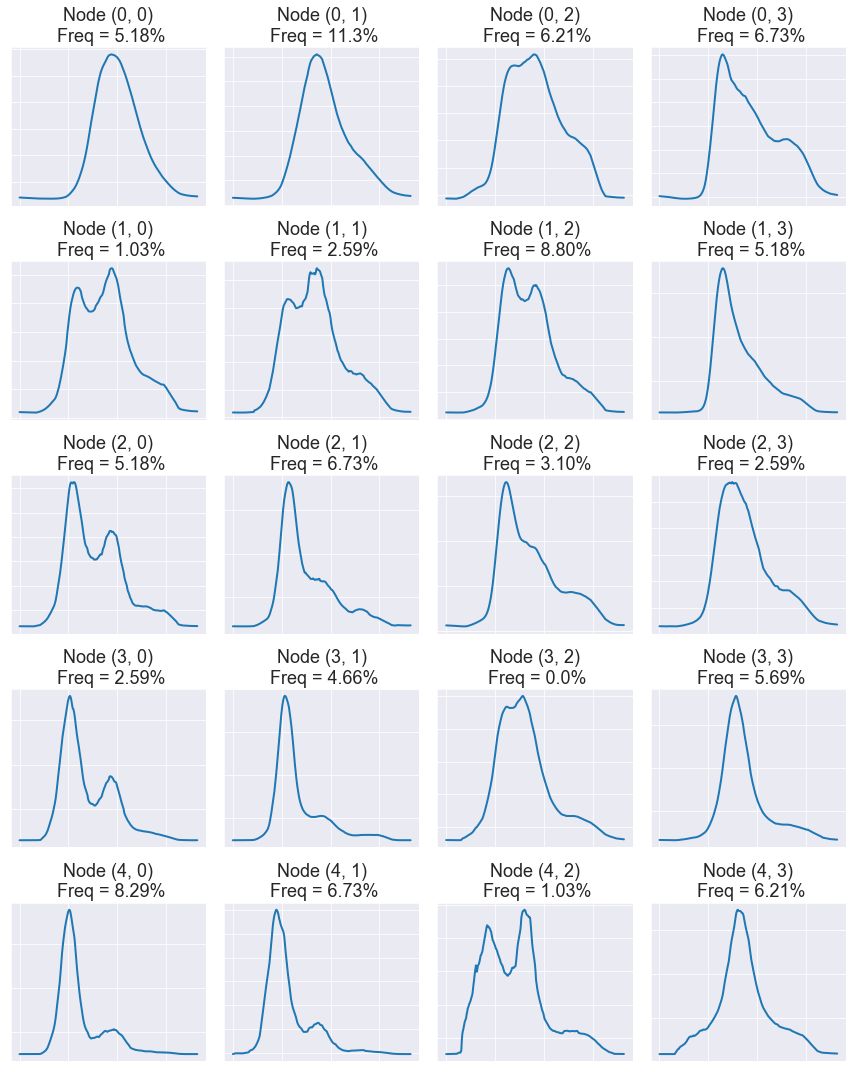 Node (0, 0)
Freq = 5.18%
Node (0, 1)
Freq = 11.3%
Node (0, 2)
Freq = 6.21%
Node (0, 3)
Freq = 6.73%
Node (1, 0)
Freq = 1.03%
Node (1, 1)
Freq = 2.59%
Node (1, 2)
Freq = 8.80%
Node (1, 3)
Freq = 5.18%
Node (2, 0)
Freq = 5.18%
Node (2, 1)
Freq = 6.73%
Node (2, 2)
Freq = 3.10%
Node (2, 3)
Freq = 2.59%
Node (3, 0)
Freq = 2.59%
Node (3, 1)
Freq = 4.66%
Node (3, 2)
Freq = 0.0%
Node (3, 3)
Freq = 5.69%
Node (4, 0)
Freq = 8.29%
Node (4, 1)
Freq = 6.73%
Node (4, 2)
Freq = 1.03%
Node (4, 3)
Freq = 6.21%